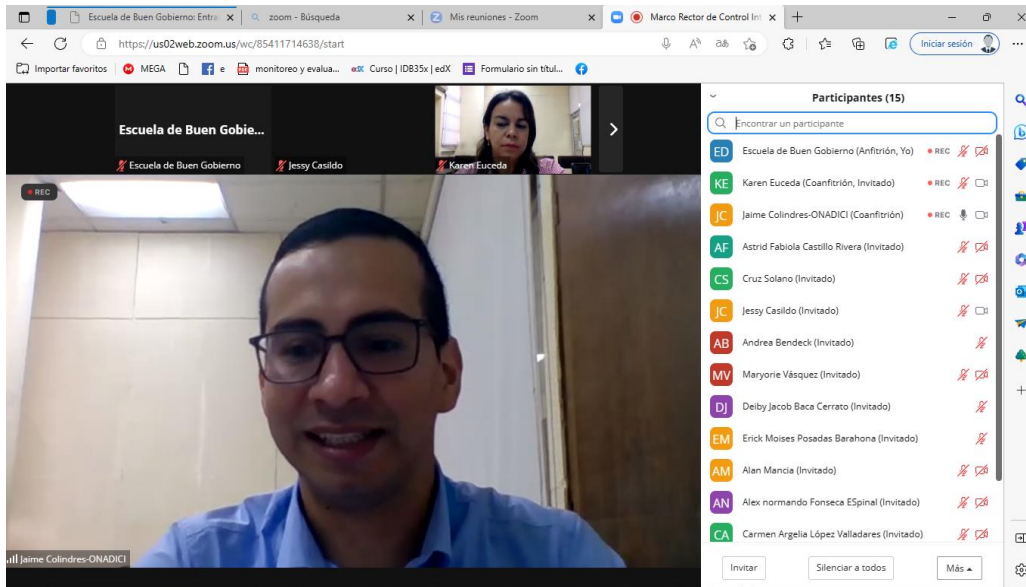 Escuela de Buen Gobierno: Entra
zoom - Búsqueda
Mis reuniones - Zoom
Marco Rector de Control Int
https://us02web.zoom.us/wc/85411714638/start
Iniciar sesión
Importar favoritos
MEGA
e
monitoreo y evalua...
Curso | IDB35x | edX
Formulario sin títul...
Escuela de Buen Gobie...
Escuela de Buen Gobierno
Jessy Casildo
Karen Euceda
REC
Jaime Colindres-ONADICI
Participantes (15)
Encontrar un participante
ED Escuela de Buen Gobierno (Anfitrión, Yo) REC
KE Karen Euceda (Coanfitrión, Invitado) REC
JC Jaime Colindres-ONADICI (Coanfitrión) REC
AF Astrid Fabiola Castillo Rivera (Invitado)
CS Cruz Solano (Invitado)
JC Jessy Casildo (Invitado)
AB Andrea Bendeck (Invitado)
MV Maryorie Vásquez (Invitado)
DJ Deiby Jacob Baca Cerrato (Invitado)
EM Erick Moises Posadas Barahona (Invitado)
AM Alan Mancia (Invitado)
AN Alex normando Fonseca ESpinal (Invitado)
CA Carmen Argelia López Valladares (Invitado)
Invitar
Silenciar a todos
Más